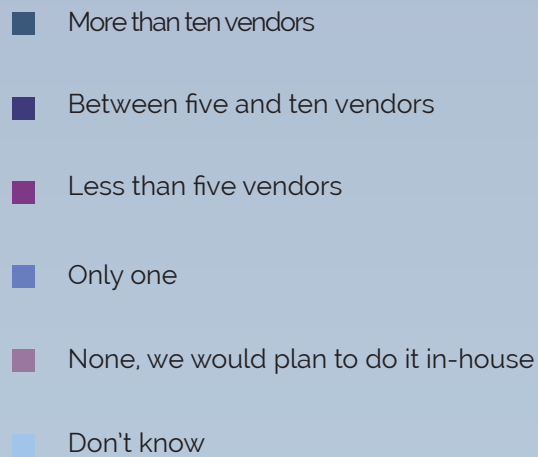 More than ten vendors
Between five and ten vendors
Less than five vendors
Only one
None, we would plan to do it in-house
Don't know